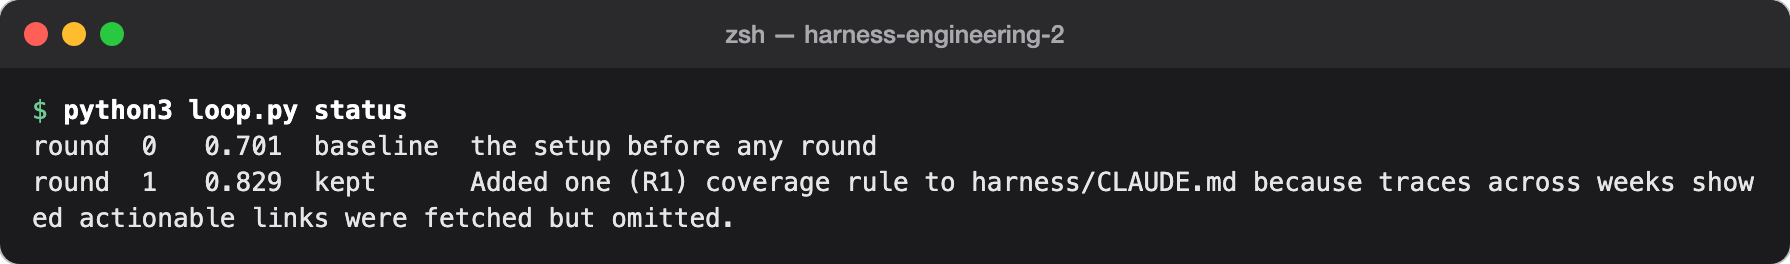 zsh — harness-engineering-2
$ python3 loop.py status
round  0   0.701  baseline  the setup before any round
round  1   0.829  kept      Added one (R1) coverage rule to harness/CLAUDE.md because traces across weeks show
ed actionable links were fetched but omitted.